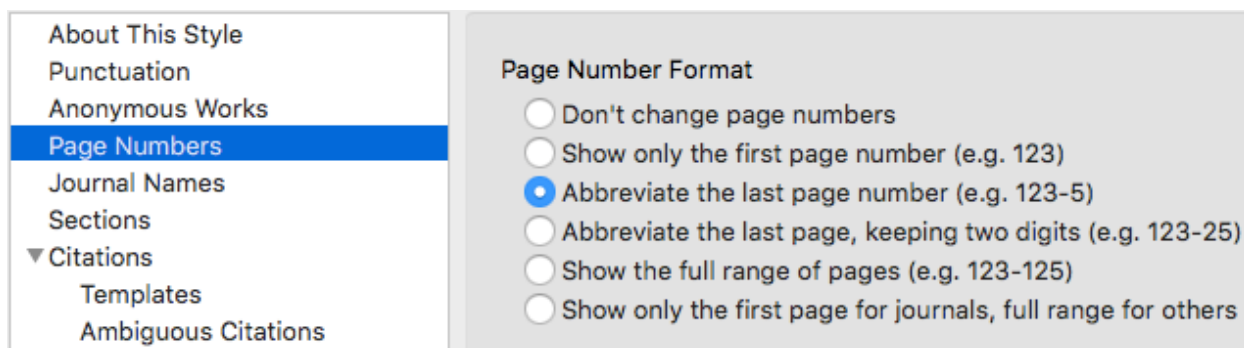 About This Style
Punctuation
Anonymous Works
Page Numbers
Journal Names
Sections
Citations
Templates
Ambiguous Citations
Page Number Format
Don't change page numbers
Show only the first page number (e.g. 123)
Abbreviate the last page number (e.g. 123-5)
Abbreviate the last page, keeping two digits (e.g. 123-25)
Show the full range of pages (e.g. 123-125)
Show only the first page for journals, full range for others